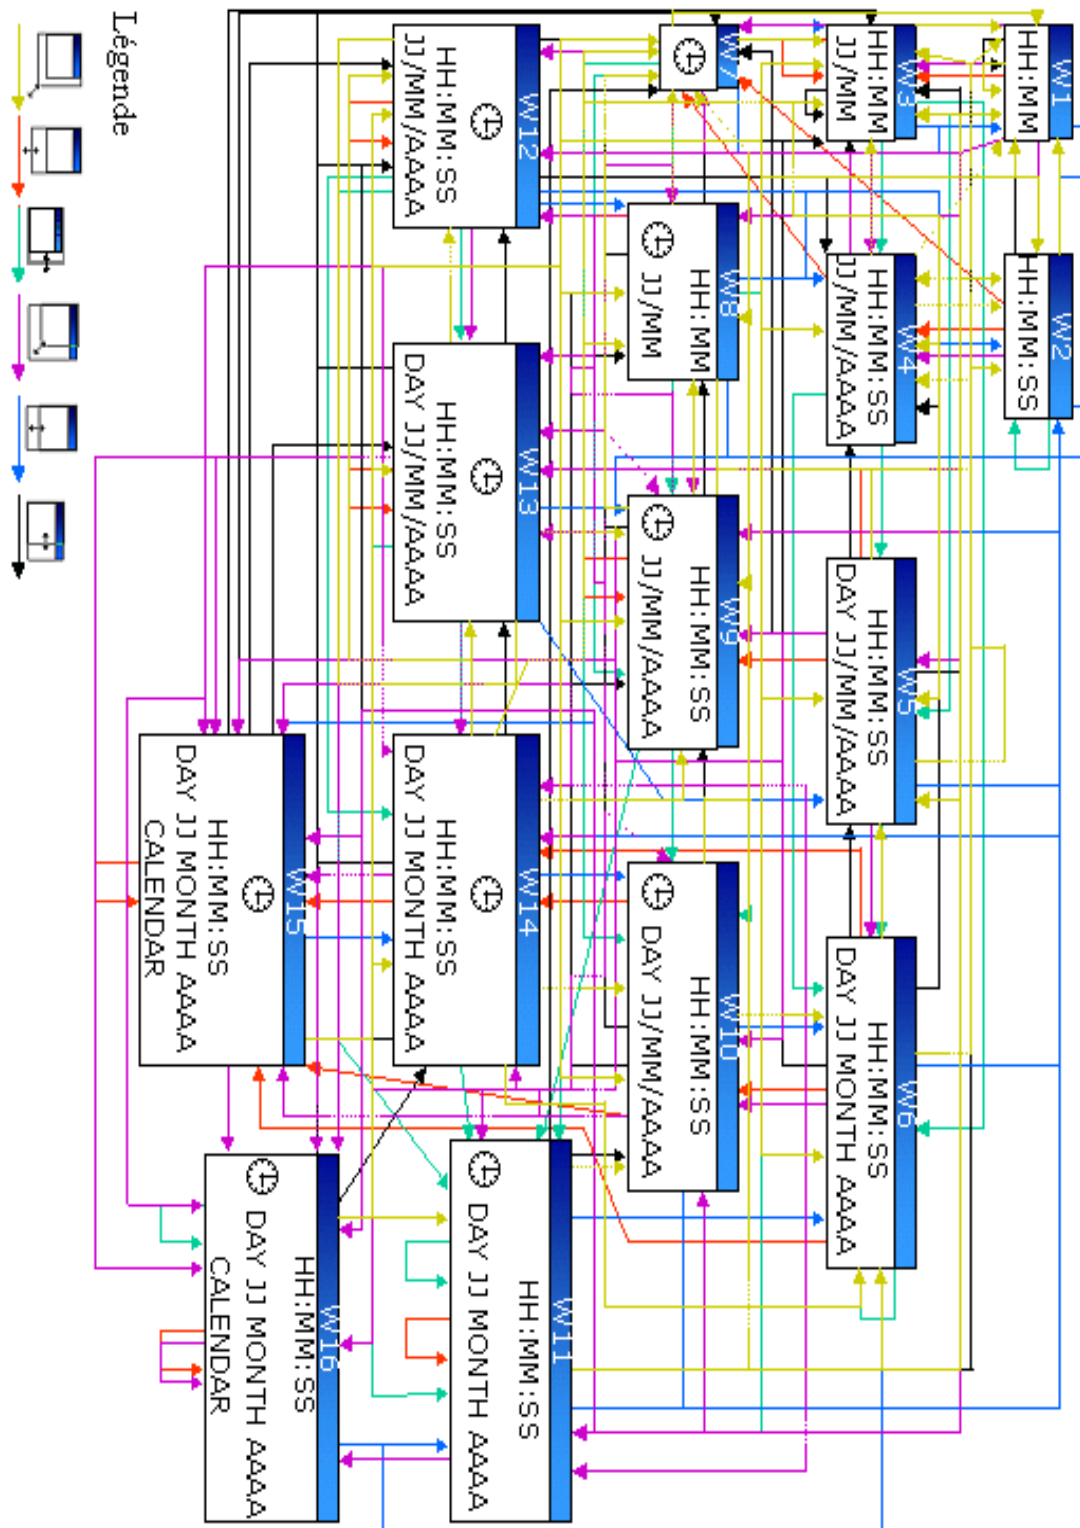 W1
HH:MM
W2
HH:MM:SS
W3
HH:MM
JJ/MM
W4
HH:MM:SS
JJ/MM/AAAA
W5
HH:MM:SS
DAY JJ/MM/AAAA
W6
HH:MM:SS
DAY JJ MONTH AAAA
W7
W8
HH:MM
JJ/MM
W9
HH:MM:SS
JJ/MM/AAAA
W10
HH:MM:SS
DAY JJ/MM/AAAA
W11
HH:MM:SS
DAY JJ MONTH AAAA
W12
HH:MM:SS
JJ/MM/AAAA
W13
HH:MM:SS
DAY JJ/MM/AAAA
W14
HH:MM:SS
DAY JJ MONTH AAAA
W15
HH:MM:SS
DAY JJ MONTH AAAA
CALENDAR
W16
HH:MM:SS
DAY JJ MONTH AAAA
CALENDAR
Légende